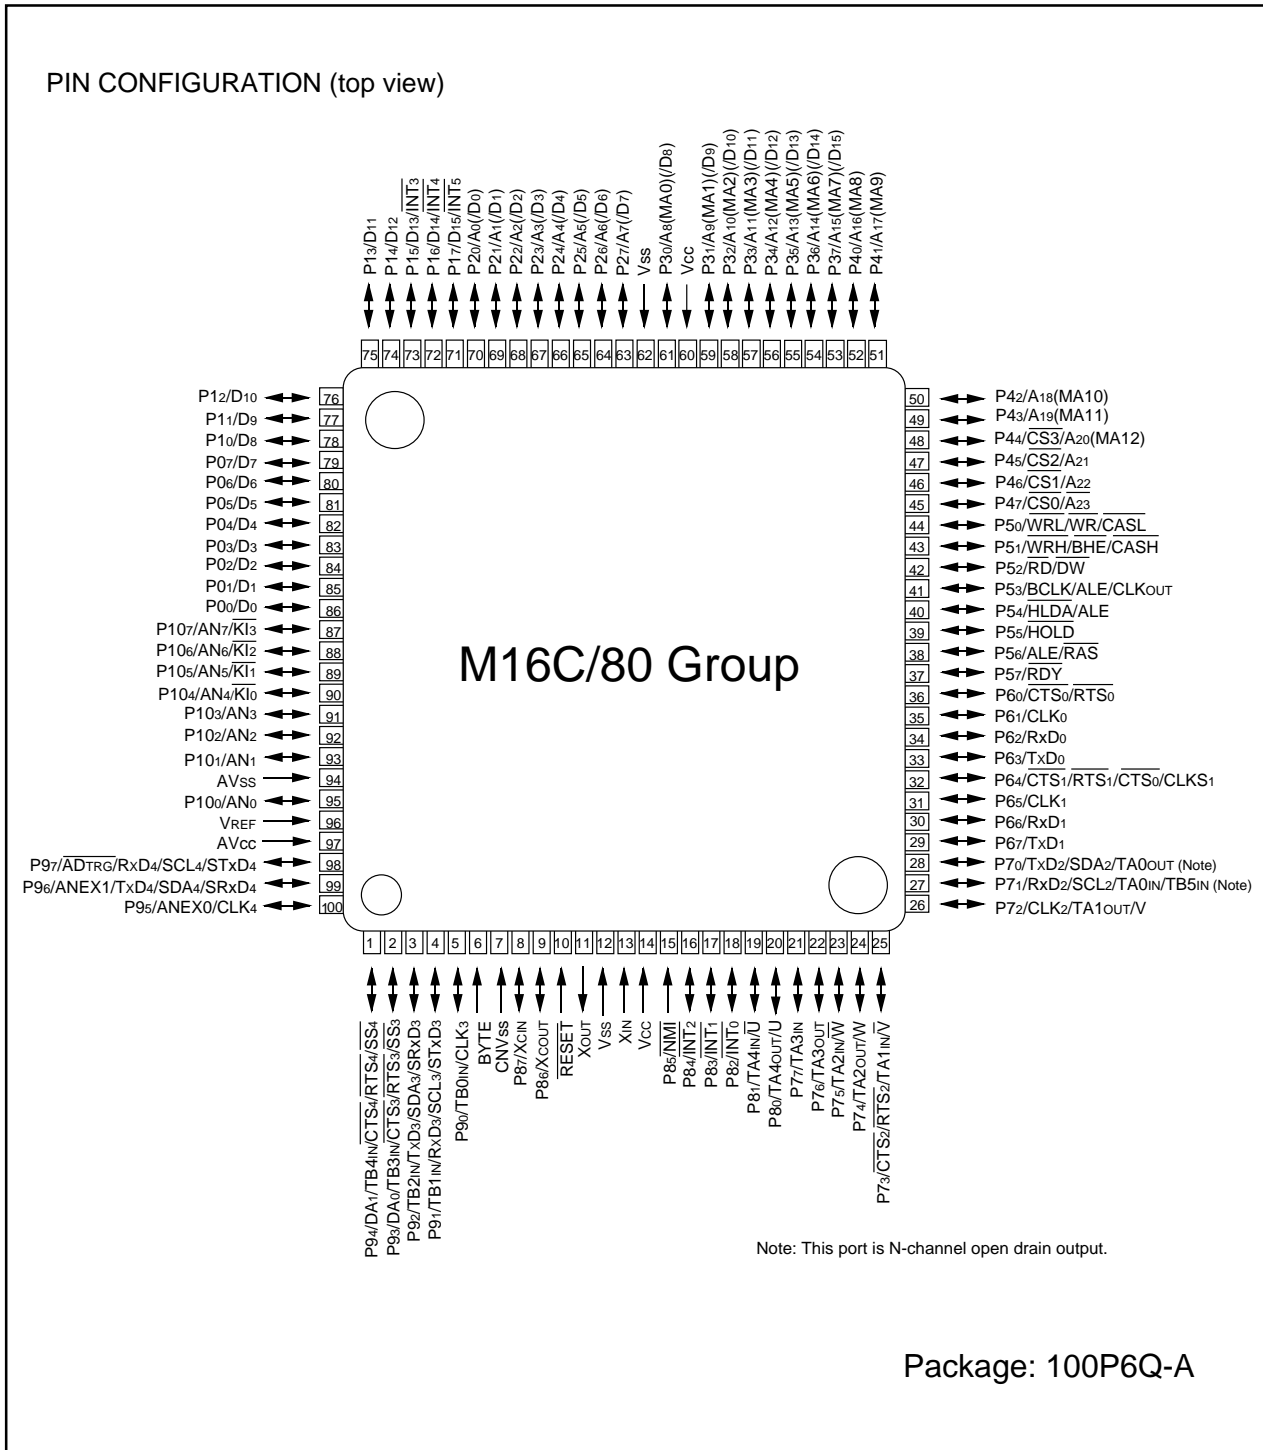 PIN CONFIGURATION (top view)
P13/D11
P14/D12
P15/D13/INT3
P16/D14/INT4
P17/D15/INT5
P20/A0(/D0)
P21/A1(/D1)
P22/A2(/D2)
P23/A3(/D3)
P24/A4(/D4)
P25/A5(/D5)
P26/A6(/D6)
P27/A7(/D7)
Vss
P30/A8(MA0)(/D8)
Vcc
P31/A9(MA1)(/D9)
P32/A10(MA2)(/D10)
P33/A11(MA3)(/D11)
P34/A12(MA4)(/D12)
P35/A13(MA5)(/D13)
P36/A14(MA6)(/D14)
P37/A15(MA7)(/D15)
P40/A16(MA8)
P41/A17(MA9)
75 74 73 72 71 70 69 68 67 66 65 64 63 62 61 60 59 58 57 56 55 54 53 52 51
P12/D10 76
P11/D9 77
P10/D8 78
P07/D7 79
P06/D6 80
P05/D5 81
P04/D4 82
P03/D3 83
P02/D2 84
P01/D1 85
P00/D0 86
P107/AN7/KI3 87
P106/AN6/KI2 88
P105/AN5/KI1 89
P104/AN4/KI0 90
P103/AN3 91
P102/AN2 92
P101/AN1 93
AVSS 94
P100/AN0 95
VREF 96
AVcc 97
P97/ADTRG/RxD4/SCL4/STxD4 98
P96/ANEX1/TxD4/SDA4/SRxD4 99
P95/ANEX0/CLK4 100
M16C/80 Group
50 P42/A18(MA10)
49 P43/A19(MA11)
48 P44/CS3/A20(MA12)
47 P45/CS2/A21
46 P46/CS1/A22
45 P47/CS0/A23
44 P50/WRL/WR/CASL
43 P51/WRH/BHE/CASH
42 P52/RD/DW
41 P53/BCLK/ALE/CLKOUT
40 P54/HLDA/ALE
39 P55/HOLD
38 P56/ALE/RAS
37 P57/RDY
36 P60/CTS0/RTS0
35 P61/CLK0
34 P62/RxD0
33 P63/TxD0
32 P64/CTS1/RTS1/CTS0/CLKS1
31 P65/CLK1
30 P66/RxD1
29 P67/TxD1
28 P70/TxD2/SDA2/TA0OUT (Note)
27 P71/RxD2/SCL2/TA0IN/TB5IN (Note)
26 P72/CLK2/TA1OUT/V
1 2 3 4 5 6 7 8 9 10 11 12 13 14 15 16 17 18 19 20 21 22 23 24 25
P94/DA1/TB4IN/CTS4/RTS4/SS4
P93/DA0/TB3IN/CTS3/RTS3/SS3
P92/TB2IN/TxD3/SDA3/SRxD3
P91/TB1IN/RxD3/SCL3/STxD3
P90/TB0IN/CLK3
BYTE
CNVss
P87/XCIN
P86/XCOUT
RESET
XOUT
VSS
XIN
VCC
P85/NMI
P84/INT2
P83/INT1
P82/INT0
P81/TA4IN/U
P80/TA4OUT/U
P77/TA3IN
P76/TA3OUT
P75/TA2IN/W
P74/TA2OUT/W
P73/CTS2/RTS2/TA1IN/V
Note: This port is N-channel open drain output.
Package: 100P6Q-A